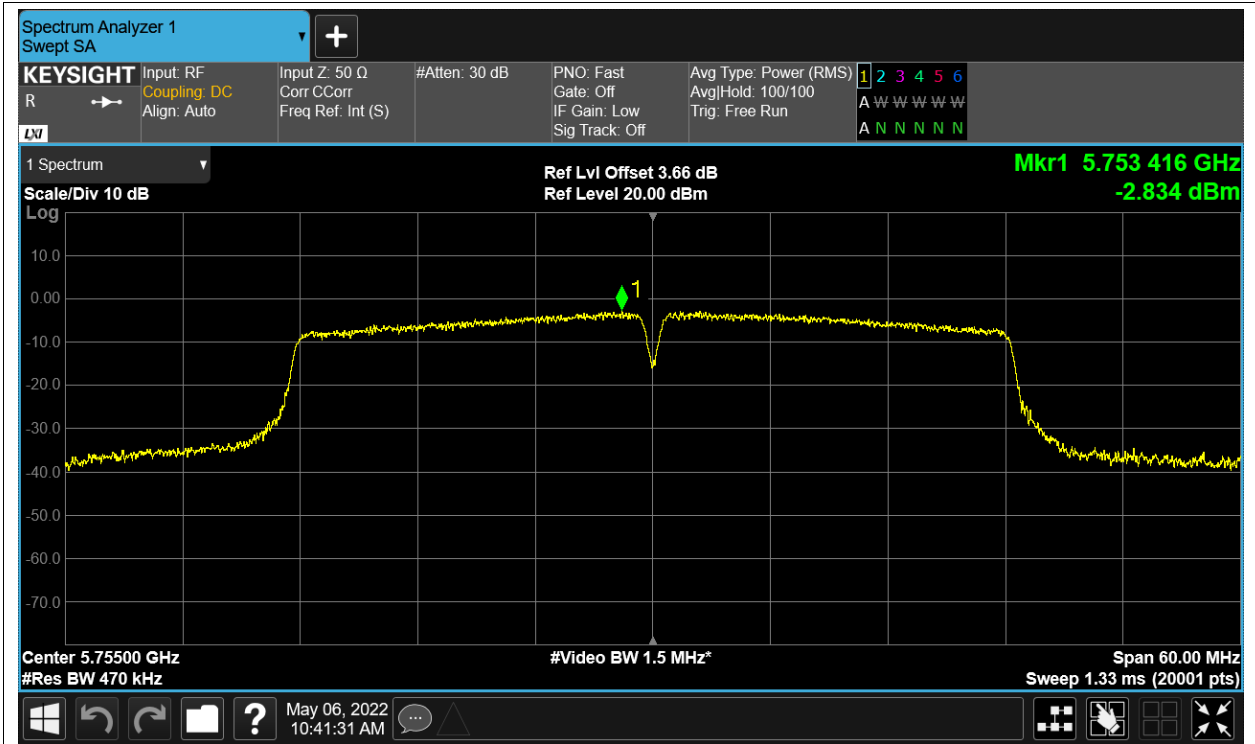 Spectrum Analyzer 1
Swept SA
KEYSIGHT
R
LXI
Input: RF
Coupling: DC
Align: Auto
Input Z: 50 Ω
Corr CCorr
Freq Ref: Int (S)
#Atten: 30 dB
PNO: Fast
Gate: Off
IF Gain: Low
Sig Track: Off
Avg Type: Power (RMS)
Avg|Hold: 100/100
Trig: Free Run
1 2 3 4 5 6
A W W W W W
A N N N N N
1 Spectrum
Scale/Div 10 dB
Log
Ref Lvl Offset 3.66 dB
Ref Level 20.00 dBm
Mkr1 5.753 416 GHz
-2.834 dBm
10.0
0.00
-10.0
-20.0
-30.0
-40.0
-50.0
-60.0
-70.0
1
Center 5.75500 GHz
#Res BW 470 kHz
#Video BW 1.5 MHz*
Span 60.00 MHz
Sweep 1.33 ms (20001 pts)
?
May 06, 2022
10:41:31 AM